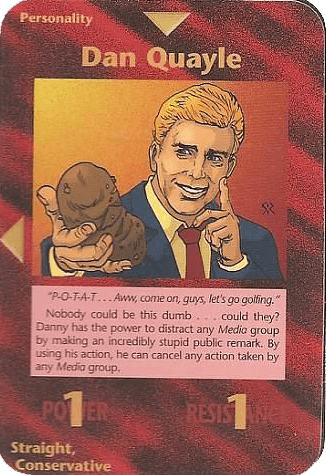 Personality
Dan Quayle
"P-O-T-A-T . . . Aww, come on, guys, let's go golfing."
Nobody could be this dumb . . . could they?
Danny has the power to distract any Media group
by making an incredibly stupid public remark. By
using his action, he can cancel any action taken by
any Media group.
POWER 1 RESISTANCE 1
Straight,
Conservative